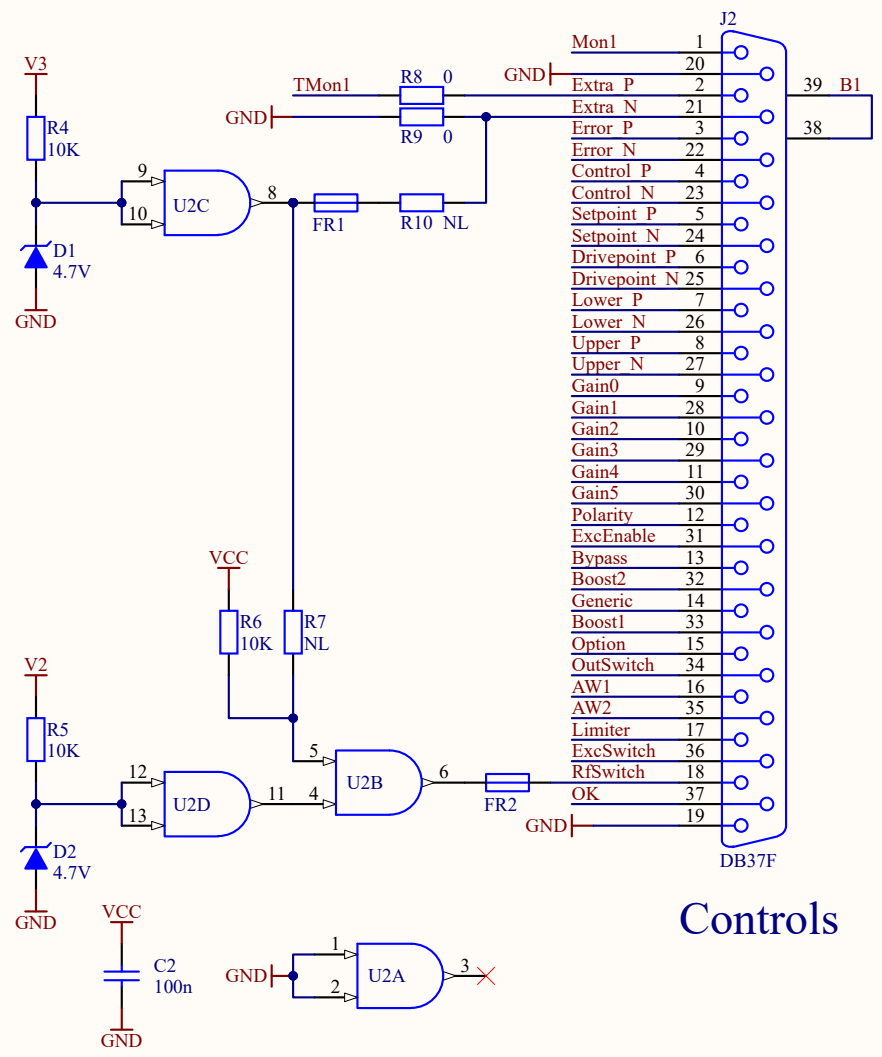 J2
Mon1 1
GND 20
TMon1 R8 0 Extra_P 2
GND R9 0 Extra_N 21
39 B1
38
Error_P 3
Error_N 22
Control_P 4
Control_N 23
Setpoint_P 5
Setpoint_N 24
Drivepoint_P 6
Drivepoint_N 25
Lower_P 7
Lower_N 26
Upper_P 8
Upper_N 27
Gain0 9
Gain1 28
Gain2 10
Gain3 29
Gain4 11
Gain5 30
Polarity 12
ExcEnable 31
Bypass 13
Boost2 32
Generic 14
Boost1 33
Option 15
OutSwitch 34
AW1 16
AW2 35
Limiter 17
ExcSwitch 36
RfSwitch 18
OK 37
GND 19
DB37F
V3
R4
10K
9
10
U2C
8
FR1
R10 NL
D1
4.7V
GND
VCC
R6
10K
R7
NL
V2
R5
10K
12
13
U2D
11
5
4
U2B
6
FR2
D2
4.7V
GND
VCC
C2
100n
GND
GND
1
2
U2A
3
Controls